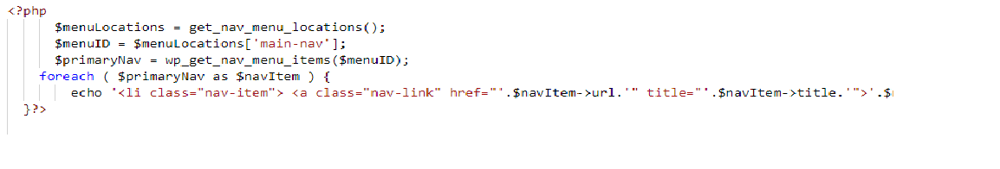 <?php
$menuLocations = get_nav_menu_locations();
$menuID = $menuLocations['main-nav'];
$primaryNav = wp_get_nav_menu_items($menuID);
foreach ( $primaryNav as $navItem ) {
echo '<li class="nav-item"> <a class="nav-link" href="'.$navItem->url.'" title="'.$navItem->title.'">'.$
}?>